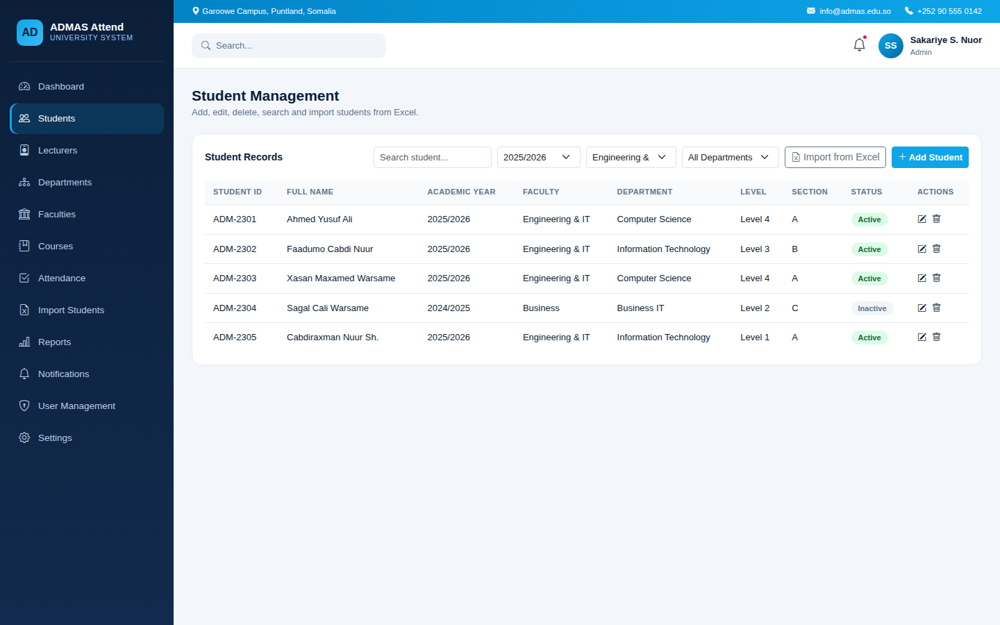 AD
ADMAS Attend
UNIVERSITY SYSTEM
Dashboard
Students
Lecturers
Departments
Faculties
Courses
Attendance
Import Students
Reports
Notifications
User Management
Settings
Garoowe Campus, Puntland, Somalia
info@admas.edu.so
+252 90 555 0142
Search...
SS
Sakariye S. Nuor
Admin
Student Management
Add, edit, delete, search and import students from Excel.
Student Records
Search student...
2025/2026
Engineering &
All Departments
Import from Excel
Add Student
STUDENT ID FULL NAME ACADEMIC YEAR FACULTY DEPARTMENT LEVEL SECTION STATUS ACTIONS
ADM-2301 Ahmed Yusuf Ali 2025/2026 Engineering & IT Computer Science Level 4 A Active
ADM-2302 Faadumo Cabdi Nuur 2025/2026 Engineering & IT Information Technology Level 3 B Active
ADM-2303 Xasan Maxamed Warsame 2025/2026 Engineering & IT Computer Science Level 4 A Active
ADM-2304 Sagal Cali Warsame 2024/2025 Business Business IT Level 2 C Inactive
ADM-2305 Cabdiraxman Nuur Sh. 2025/2026 Engineering & IT Information Technology Level 1 A Active